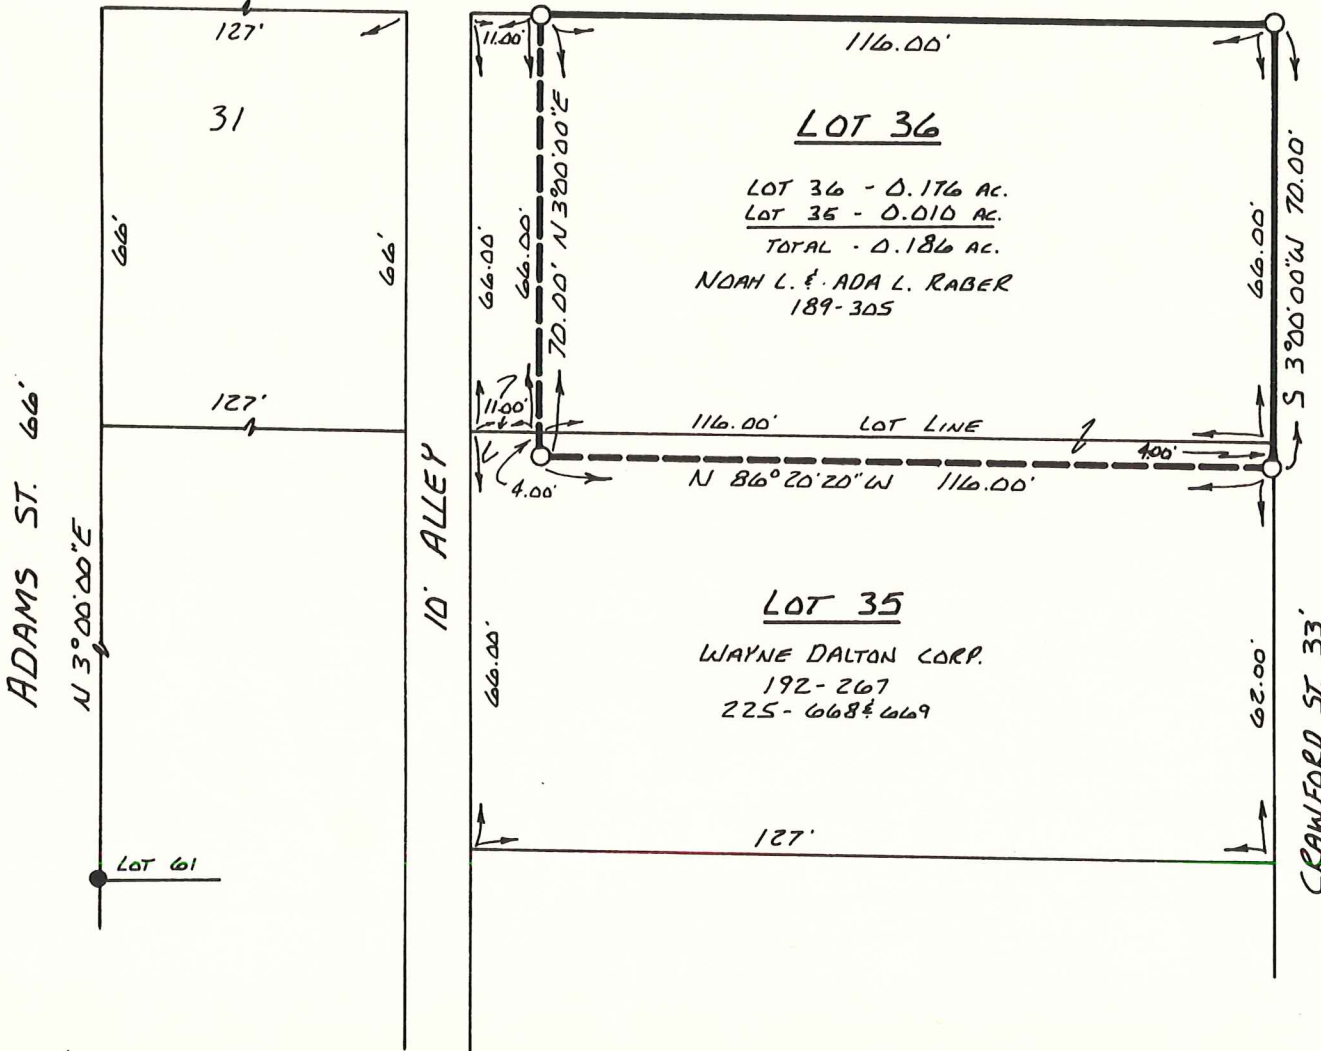 127'
11.00'
116.00'
31
LOT 36
LOT 36 - 0.176 AC.
LOT 35 - 0.010 AC.
TOTAL - 0.186 AC.
NOAH L. & ADA L. RABER
189-305
66'
66'
66.00'
66.00'
70.00' N 3°00'00"E
66.00'
S 3°00'00"W 70.00'
127'
11.00'
116.00' LOT LINE
4.00'
4.00'
N 86°20'20"W 116.00'
ADAMS ST. 66'
N 3°00'00"E
10' ALLEY
LOT 35
WAYNE DALTON CORP.
192-267
225-668 & 669
66.00'
62.00'
CRAWFORD ST. 33'
127'
LOT 61